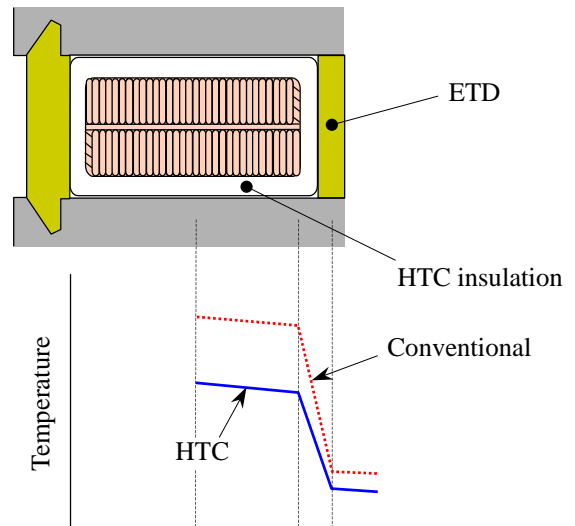 ETD
HTC insulation
Conventional
HTC
Temperature